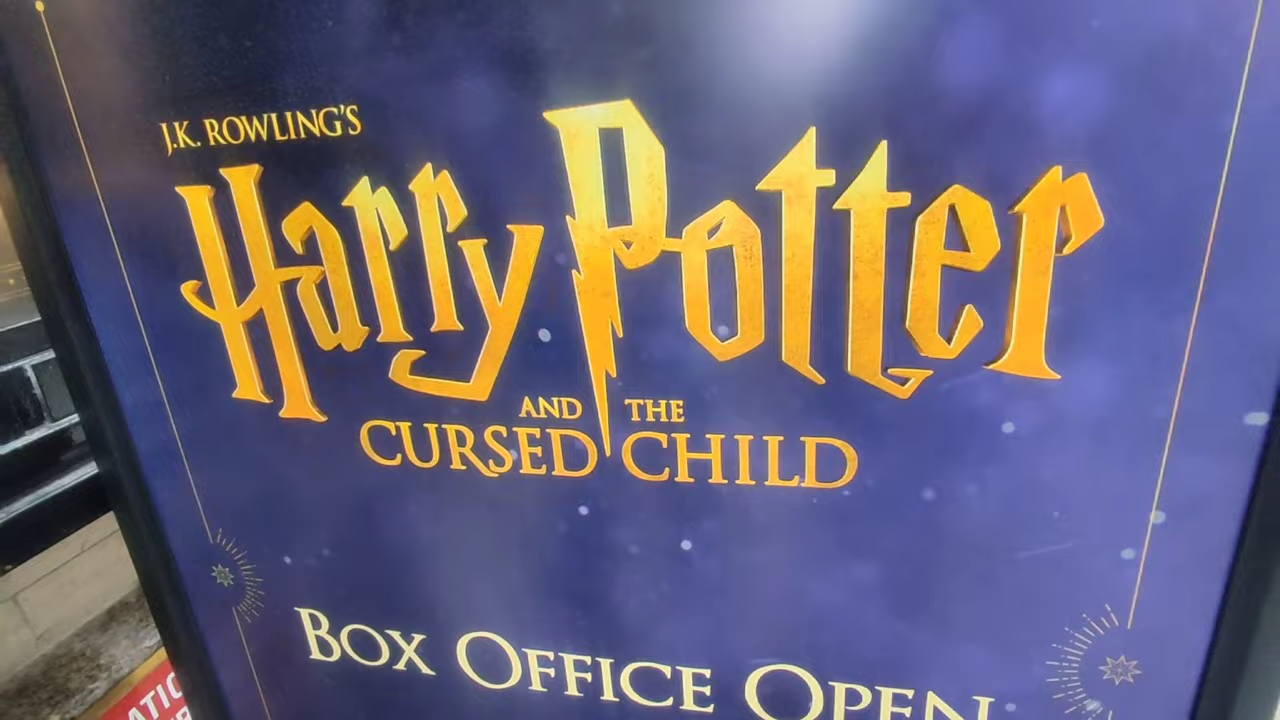 J.K. ROWLING'S
Harry Potter
AND THE
CURSED CHILD
BOX OFFICE OPEN